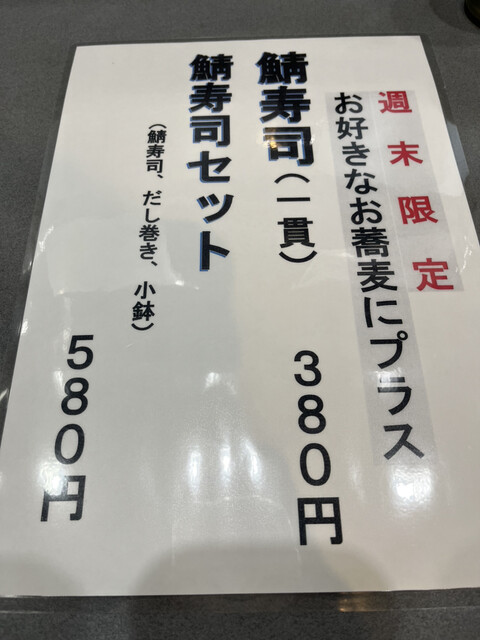 週末限定
お好きなお蕎麦にプラス
鯖寿司（一貫）
380円
鯖寿司セット
（鯖寿司、だし巻き、小鉢）
580円